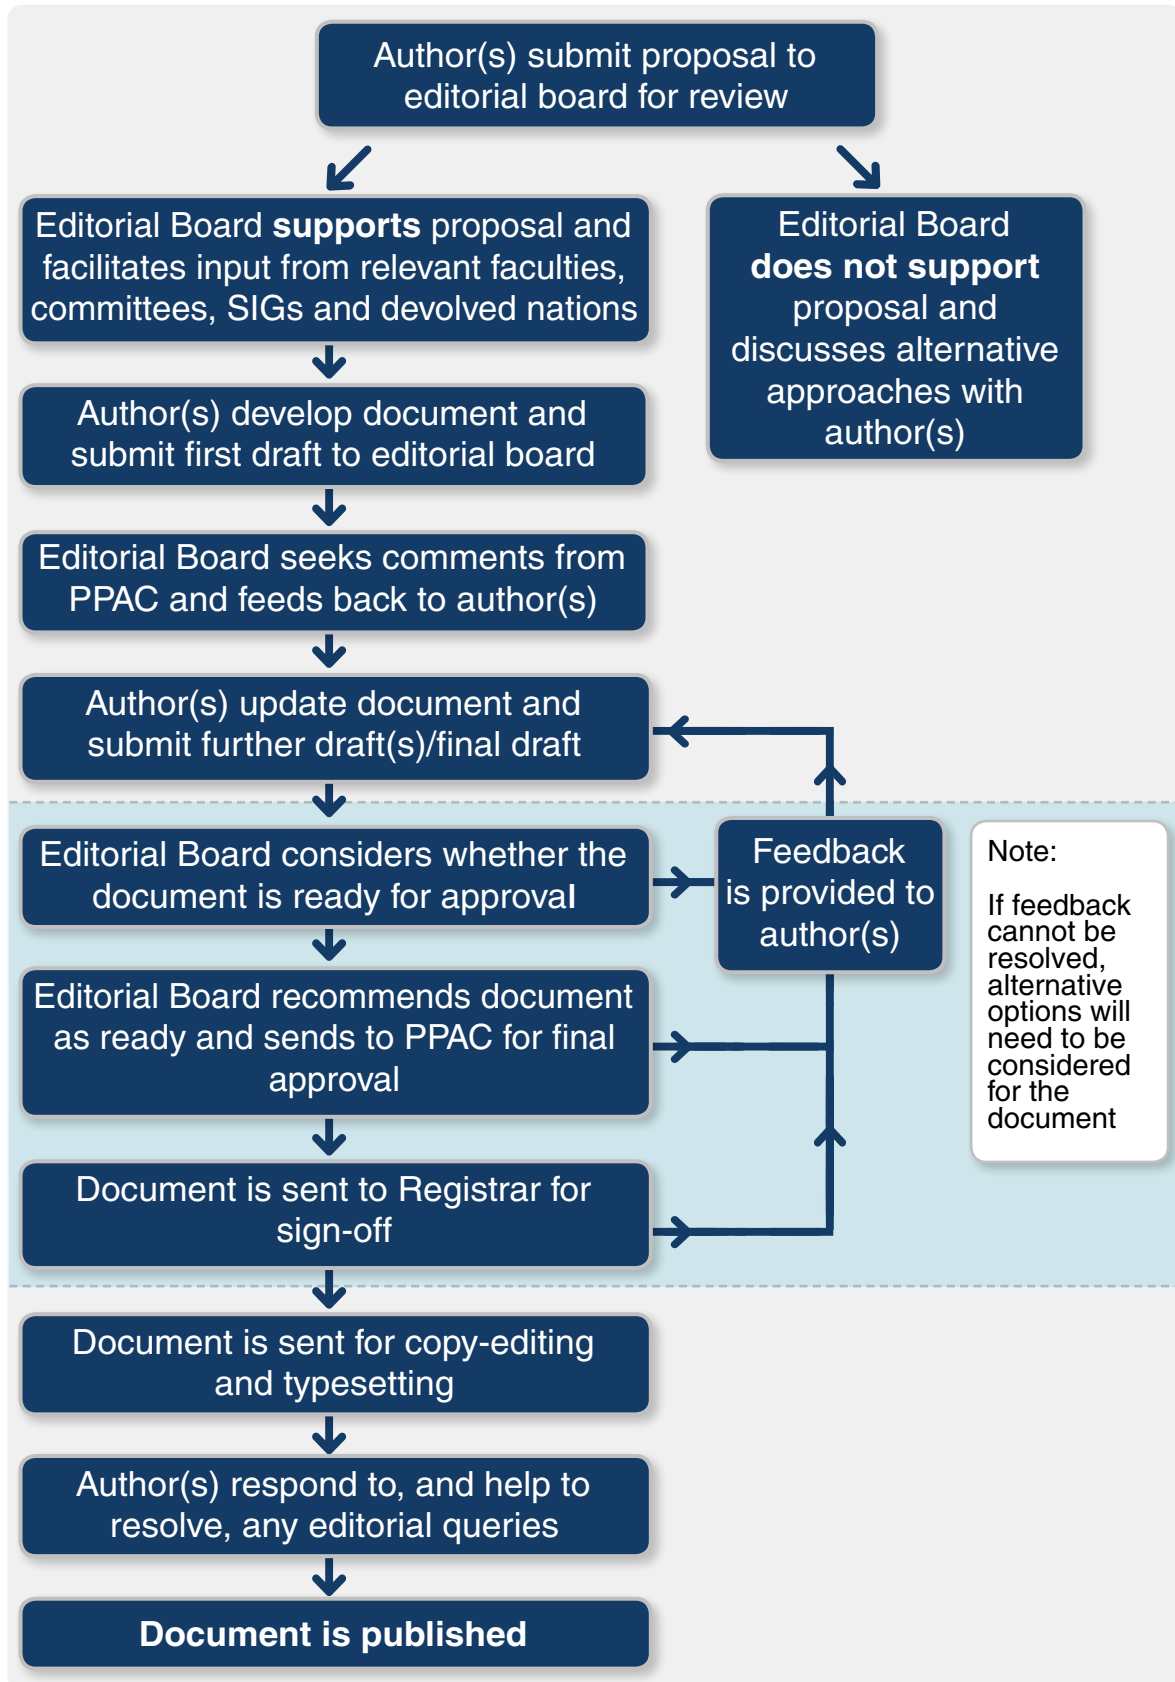 Author(s) submit proposal to
editorial board for review
Editorial Board supports proposal and
facilitates input from relevant faculties,
committees, SIGs and devolved nations
Editorial Board
does not support
proposal and
discusses alternative
approaches with
author(s)
Author(s) develop document and
submit first draft to editorial board
Editorial Board seeks comments from
PPAC and feeds back to author(s)
Author(s) update document and
submit further draft(s)/final draft
Editorial Board considers whether the
document is ready for approval
Feedback
is provided to
author(s)
Note:
If feedback
cannot be
resolved,
alternative
options will
need to be
considered
for the
document
Editorial Board recommends document
as ready and sends to PPAC for final
approval
Document is sent to Registrar for
sign-off
Document is sent for copy-editing
and typesetting
Author(s) respond to, and help to
resolve, any editorial queries
Document is published